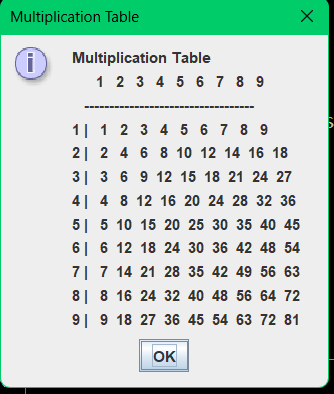 Multiplication Table
Multiplication Table
1 2 3 4 5 6 7 8 9
-----------------------------------
1 | 1 2 3 4 5 6 7 8 9
2 | 2 4 6 8 10 12 14 16 18
3 | 3 6 9 12 15 18 21 24 27
4 | 4 8 12 16 20 24 28 32 36
5 | 5 10 15 20 25 30 35 40 45
6 | 6 12 18 24 30 36 42 48 54
7 | 7 14 21 28 35 42 49 56 63
8 | 8 16 24 32 40 48 56 64 72
9 | 9 18 27 36 45 54 63 72 81
OK